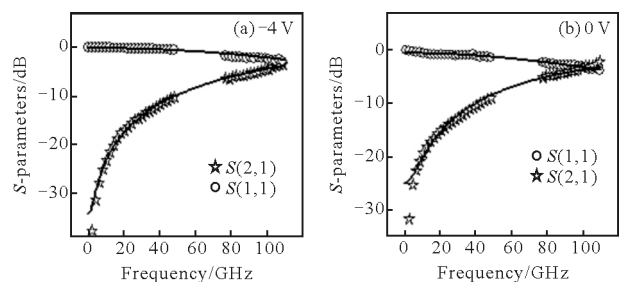 (a) −4 V
S-parameters/dB
0
−10
−20
−30
S(2,1)
S(1,1)
0 20 40 60 80 100
Frequency/GHz
(b) 0 V
S-parameters/dB
0
−10
−20
−30
S(1,1)
S(2,1)
0 20 40 60 80 100
Frequency/GHz